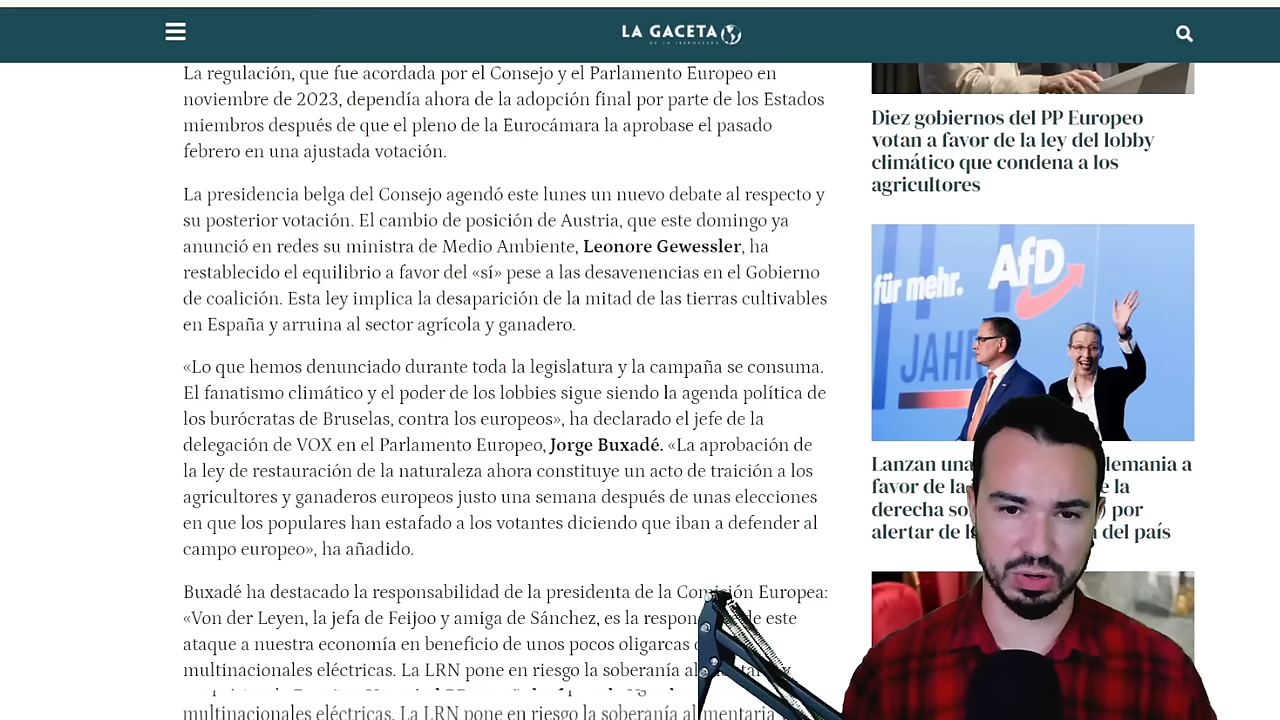 LA GACETA
DE LA IBEROSFERA
La regulación, que fue acordada por el Consejo y el Parlamento Europeo en
noviembre de 2023, dependía ahora de la adopción final por parte de los Estados
miembros después de que el pleno de la Eurocámara la aprobase el pasado
febrero en una ajustada votación.
La presidencia belga del Consejo agendó este lunes un nuevo debate al respecto y
su posterior votación. El cambio de posición de Austria, que este domingo ya
anunció en redes su ministra de Medio Ambiente, Leonore Gewessler, ha
restablecido el equilibrio a favor del «sí» pese a las desavenencias en el Gobierno
de coalición. Esta ley implica la desaparición de la mitad de las tierras cultivables
en España y arruina al sector agrícola y ganadero.
«Lo que hemos denunciado durante toda la legislatura y la campaña se consuma.
El fanatismo climático y el poder de los lobbies sigue siendo la agenda política de
los burócratas de Bruselas, contra los europeos», ha declarado el jefe de la
delegación de VOX en el Parlamento Europeo, Jorge Buxadé. «La aprobación de
la ley de restauración de la naturaleza ahora constituye un acto de traición a los
agricultores y ganaderos europeos justo una semana después de unas elecciones
en que los populares han estafado a los votantes diciendo que iban a defender al
campo europeo», ha añadido.
Buxadé ha destacado la responsabilidad de la presidenta de la Comisión Europea:
«Von der Leyen, la jefa de Feijoo y amiga de Sánchez, es la respon de este
ataque a nuestra economía en beneficio de unos pocos oligarcas
multinacionales eléctricas. La LRN pone en riesgo la soberanía al
multinacionales eléctricas. La LRN pone en riesgo la soberanía alimentaria
Diez gobiernos del PP Europeo
votan a favor de la ley del lobby
climático que condena a los
agricultores
für mehr.
AfD
JAHR
Lanzan una lemania a
favor de la e la
derecha so por
alertar de l del país